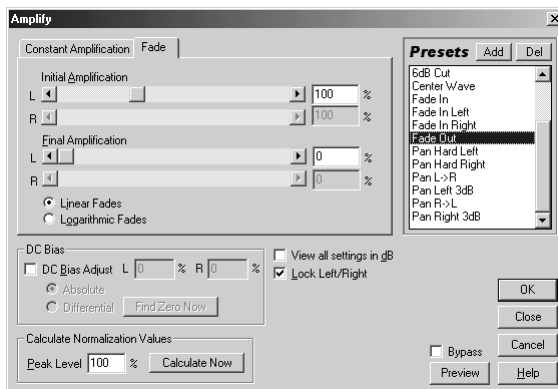 Amplify
Constant Amplification Fade
Initial Amplification
L 100 %
R 100 %
Final Amplification
L 0 %
R 0 %
Linear Fades
Logarithmic Fades
Presets Add Del
6dB Cut
Center Wave
Fade In
Fade In Left
Fade In Right
Fade Out
Pan Hard Left
Pan Hard Right
Pan L->R
Pan Left 3dB
Pan R->L
Pan Right 3dB
DC Bias
DC Bias Adjust L 0 % R 0 %
Absolute
Differential Find Zero Now
View all settings in dB
Lock Left/Right
Calculate Normalization Values
Peak Level 100 % Calculate Now
Bypass
Preview
OK
Close
Cancel
Help